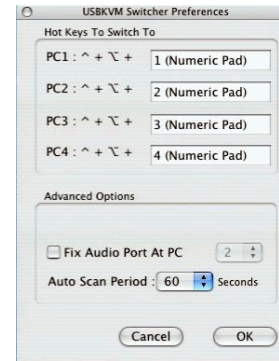 USBKVM Switcher Preferences
Hot Keys To Switch To
PC1 : ^ + ⌥ + 1 (Numeric Pad)
PC2 : ^ + ⌥ + 2 (Numeric Pad)
PC3 : ^ + ⌥ + 3 (Numeric Pad)
PC4 : ^ + ⌥ + 4 (Numeric Pad)
Advanced Options
Fix Audio Port At PC 2
Auto Scan Period : 60 Seconds
Cancel OK